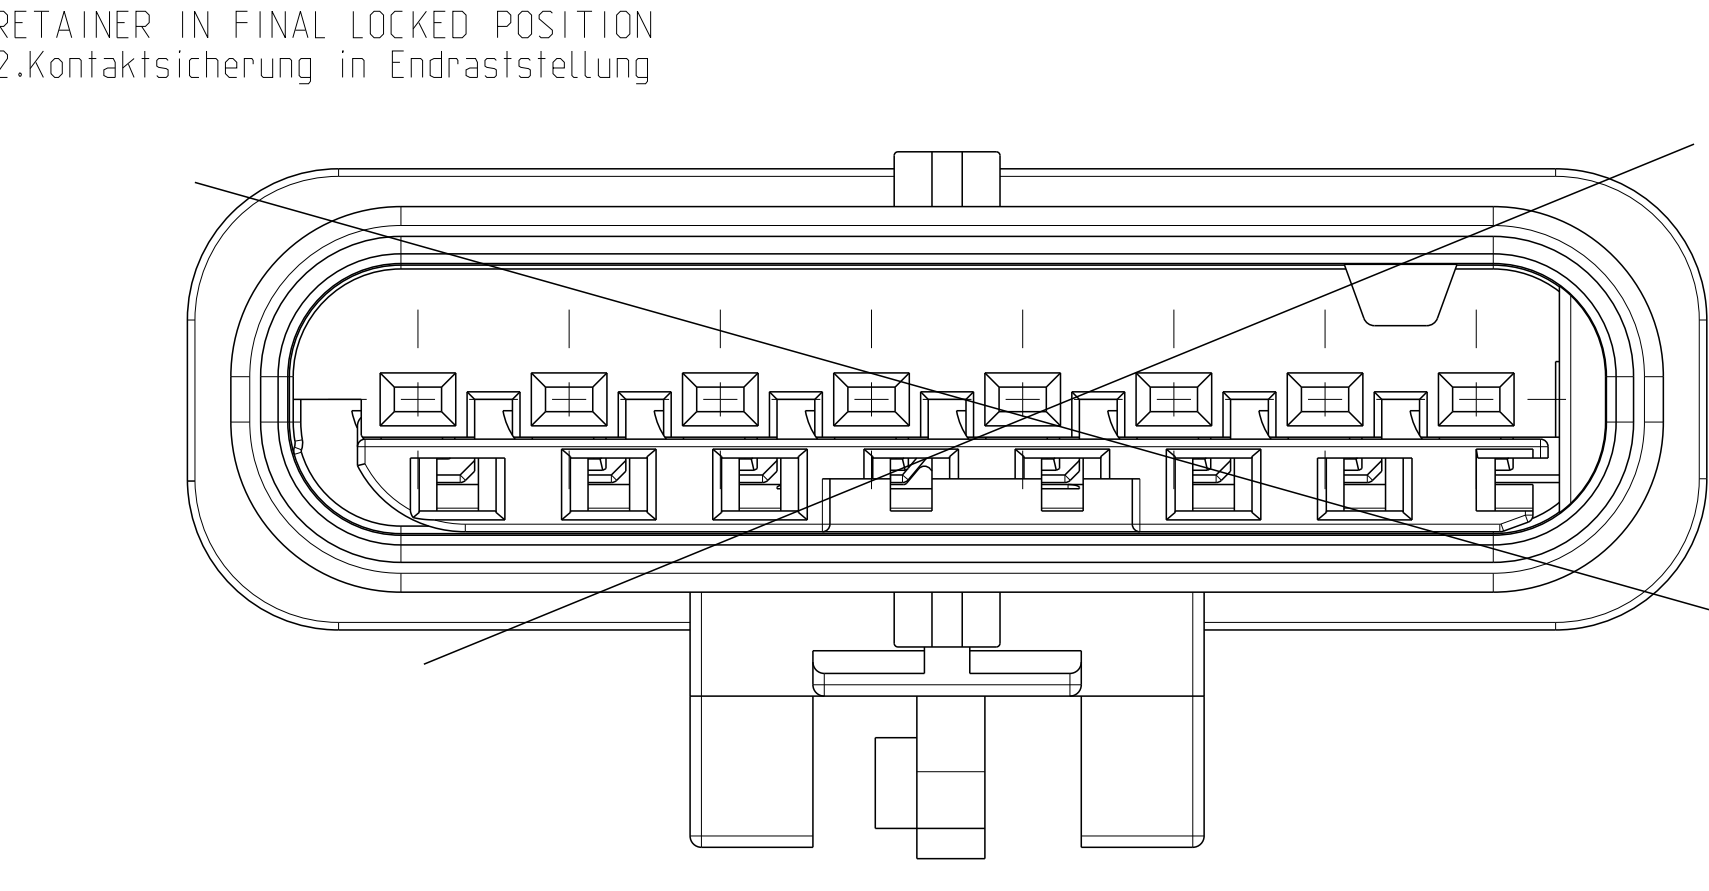 RETAINER IN FINAL LOCKED POSITION
2.Kontaktsicherung in Endraststellung